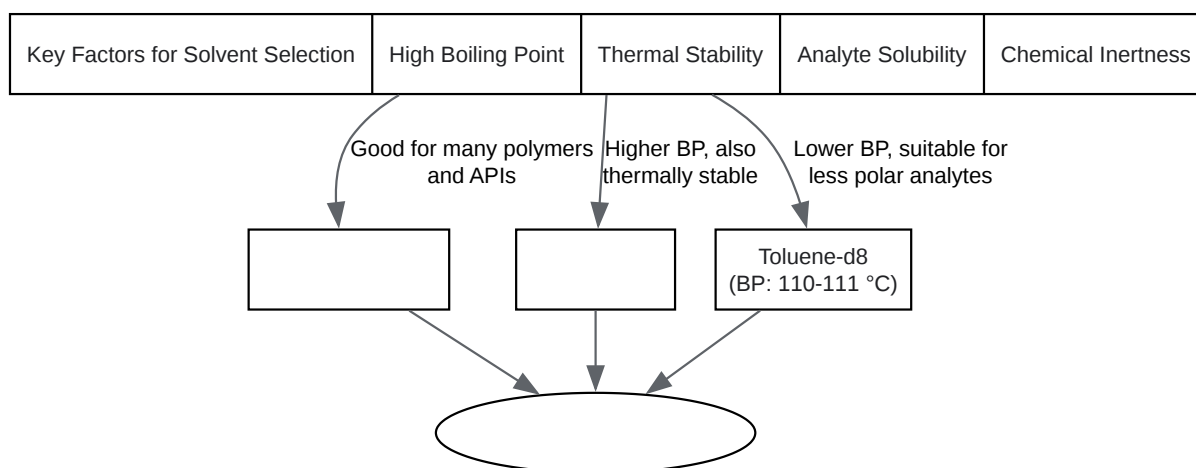 Key Factors for Solvent Selection
High Boiling Point
Thermal Stability
Analyte Solubility
Chemical Inertness
Good for many polymers
and APIs
Higher BP, also
thermally stable
Lower BP, suitable for
less polar analytes
Toluene-d8
(BP: 110-111 °C)